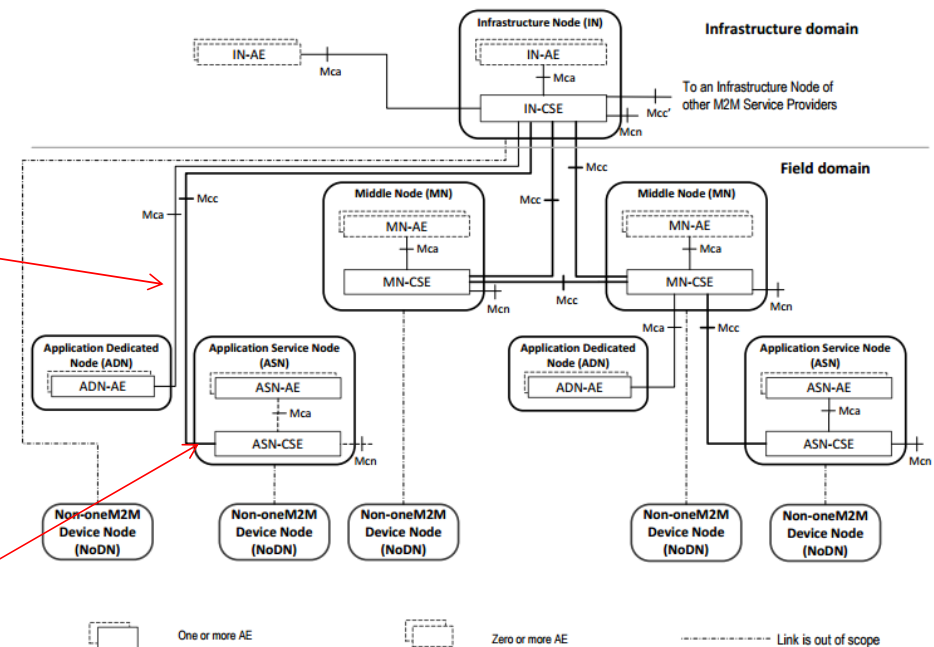 Infrastructure Node (IN)
Infrastructure domain
IN-AE
Mca
IN-AE
Mca
IN-CSE
To an Infrastructure Node of
other M2M Service Providers
Mcc'
Mcn
Field domain
Mca
Mcc
Mcc
Mcc
Middle Node (MN)
MN-AE
Mca
MN-CSE
Mcn
Mcc
Middle Node (MN)
MN-AE
Mca
MN-CSE
Mcn
Mca
Mcc
Application Dedicated
Node (ADN)
ADN-AE
Application Service Node
(ASN)
ASN-AE
Mca
ASN-CSE
Mcn
Application Dedicated
Node (ADN)
ADN-AE
Application Service Node
(ASN)
ASN-AE
Mca
ASN-CSE
Mcn
Non-oneM2M
Device Node
(NoDN)
Non-oneM2M
Device Node
(NoDN)
Non-oneM2M
Device Node
(NoDN)
Non-oneM2M
Device Node
(NoDN)
Non-oneM2M
Device Node
(NoDN)
One or more AE
Zero or more AE
Link is out of scope